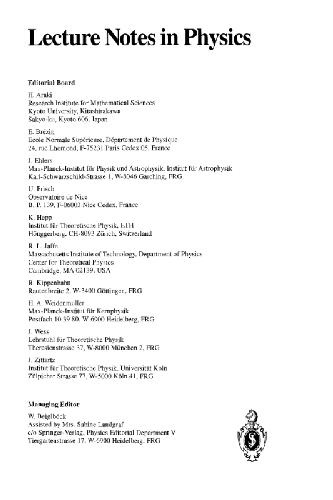 Lecture Notes in Physics
Editorial Board
H. Araki
Research Institute for Mathematical Sciences
Kyoto University, Kitashirakawa
Sakyo-ku, Kyoto 606, Japan
E. Brézin
Ecole Normale Supérieure, Département de Physique
24, rue Lhomond, F-75231 Paris Cedex 05, France
J. Ehlers
Max-Planck-Institut für Physik und Astrophysik, Institut für Astrophysik
Karl-Schwarzschild-Strasse 1, W-8046 Garching, FRG
U. Frisch
Observatoire de Nice
B. P. 139, F-06003 Nice Cedex, France
K. Hepp
Institut für Theoretische Physik, ETH
Hönggerberg, CH-8093 Zürich, Switzerland
R. L. Jaffe
Massachusetts Institute of Technology, Department of Physics
Center for Theoretical Physics
Cambridge, MA 02139, USA
R. Kippenhahn
Rautenbreite 2, W-3400 Göttingen, FRG
H. A. Weidenmüller
Max-Planck-Institut für Kernphysik
Postfach 10 39 80, W-6900 Heidelberg, FRG
J. Wess
Lehrstuhl für Theoretische Physik
Theresienstrasse 37, W-8000 München 2, FRG
J. Zittartz
Institut für Theoretische Physik, Universität Köln
Zülpicher Strasse 77, W-5000 Köln 41, FRG
Managing Editor
W. Beiglböck
Assisted by Mrs. Sabine Landgraf
c/o Springer-Verlag, Physics Editorial Department V
Tiergartenstrasse 17, W-6900 Heidelberg, FRG